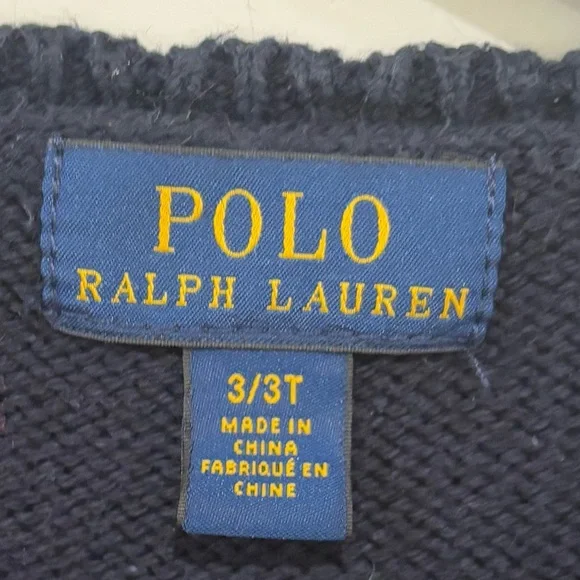 POLO
RALPH LAUREN
3/3T
MADE IN
CHINA
FABRIQUÉ EN
CHINE